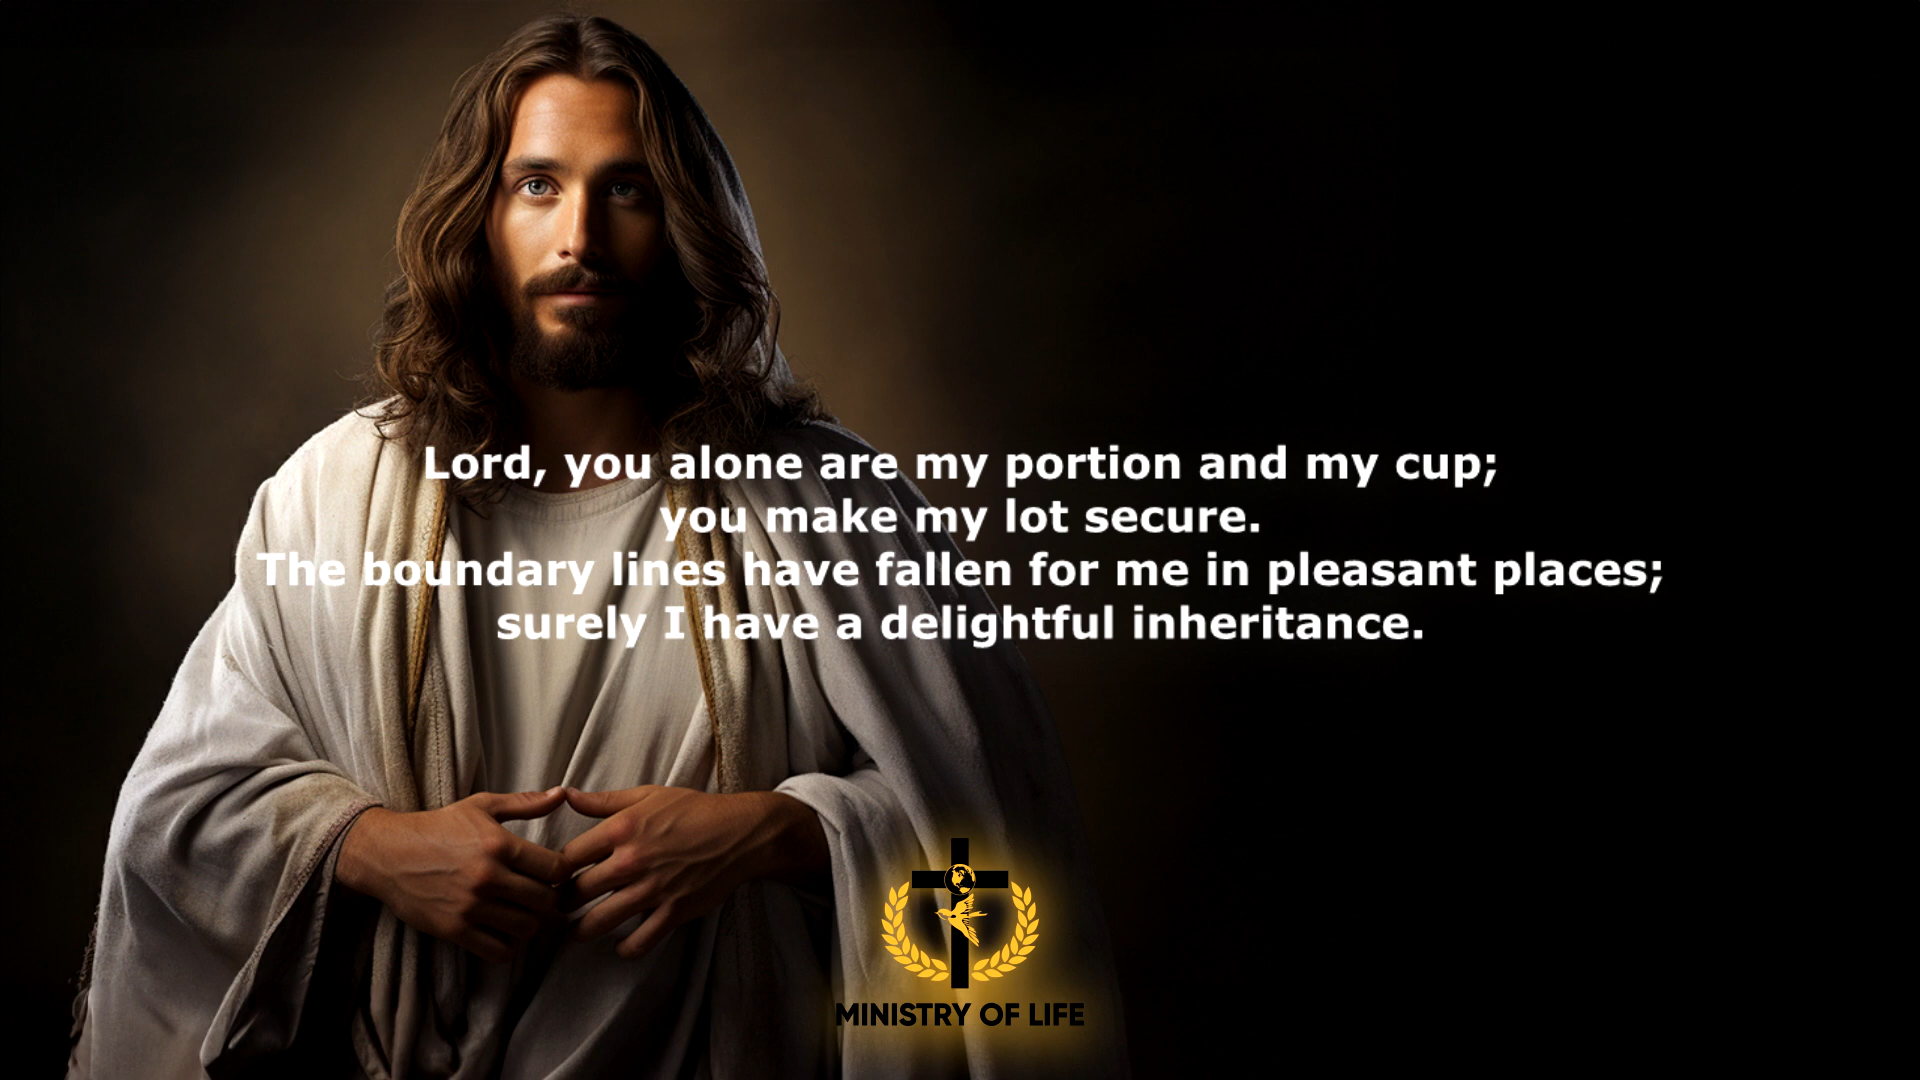 Lord, you alone are my portion and my cup;
you make my lot secure.
The boundary lines have fallen for me in pleasant places;
surely I have a delightful inheritance.
MINISTRY OF LIFE